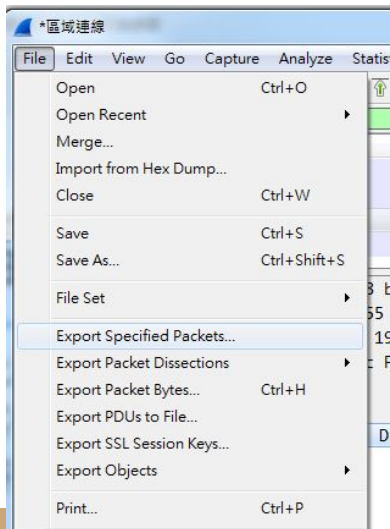 *區域連線
File Edit View Go Capture Analyze Statis
Open Ctrl+O
Open Recent
Merge...
Import from Hex Dump...
Close Ctrl+W
Save Ctrl+S
Save As... Ctrl+Shift+S
File Set
Export Specified Packets...
Export Packet Dissections
Export Packet Bytes... Ctrl+H
Export PDUs to File...
Export SSL Session Keys...
Export Objects
Print... Ctrl+P